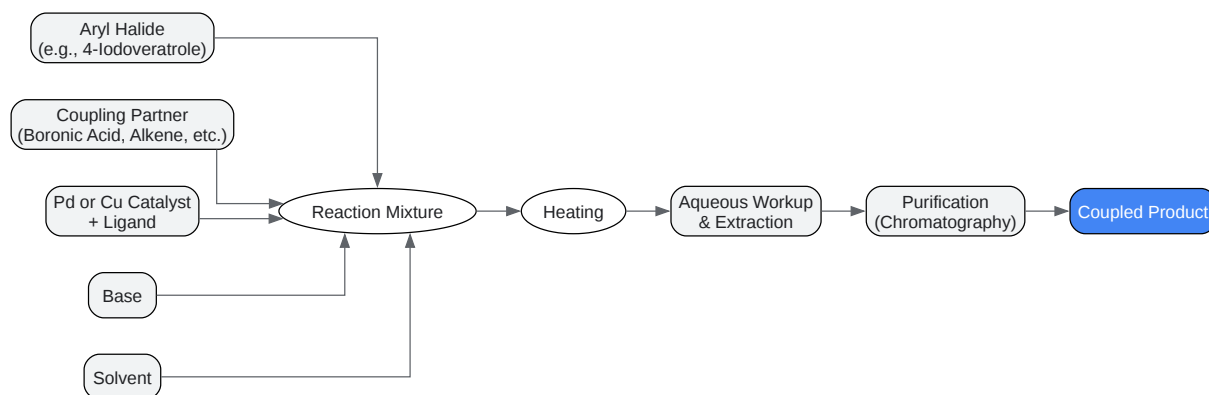 Aryl Halide
(e.g., 4-Iodoveratrole)
Coupling Partner
(Boronic Acid, Alkene, etc.)
Pd or Cu Catalyst
+ Ligand
Base
Solvent
Reaction Mixture
Heating
Aqueous Workup
& Extraction
Purification
(Chromatography)
Coupled Product